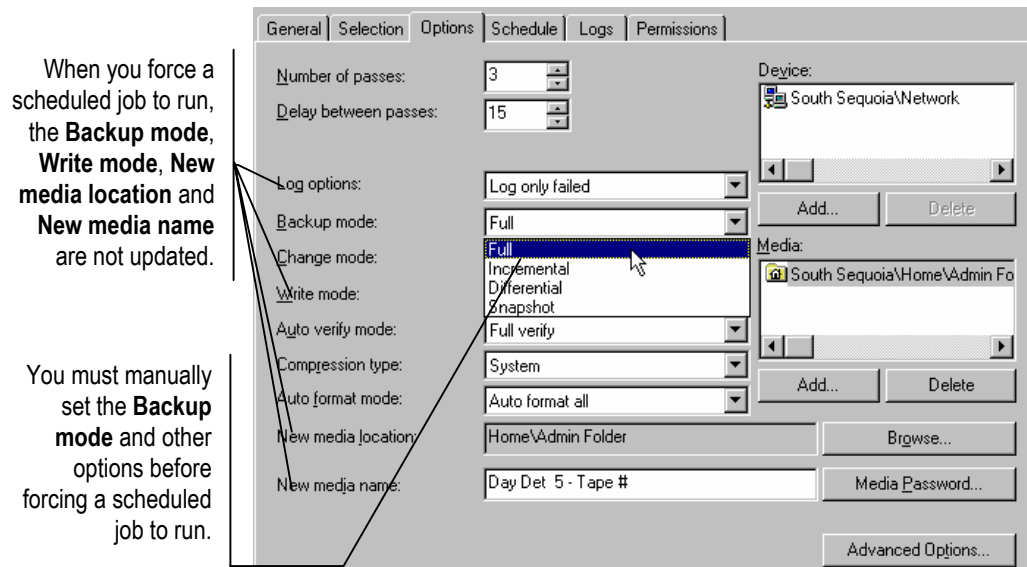 When you force a
scheduled job to run,
the Backup mode,
Write mode, New
media location and
New media name
are not updated.
You must manually
set the Backup
mode and other
options before
forcing a scheduled
job to run.
General Selection Options Schedule Logs Permissions
Number of passes: 3
Delay between passes: 15
Log options: Log only failed
Backup mode: Full
Change mode:
Write mode:
Full
Incremental
Differential
Snapshot
Auto verify mode: Full verify
Compression type: System
Auto format mode: Auto format all
New media location: Home\Admin Folder
Browse...
New media name: Day Det 5 - Tape #
Media Password...
Advanced Options...
Device:
South Sequoia\Network
Add... Delete
Media:
South Sequoia\Home\Admin Fo
Add... Delete